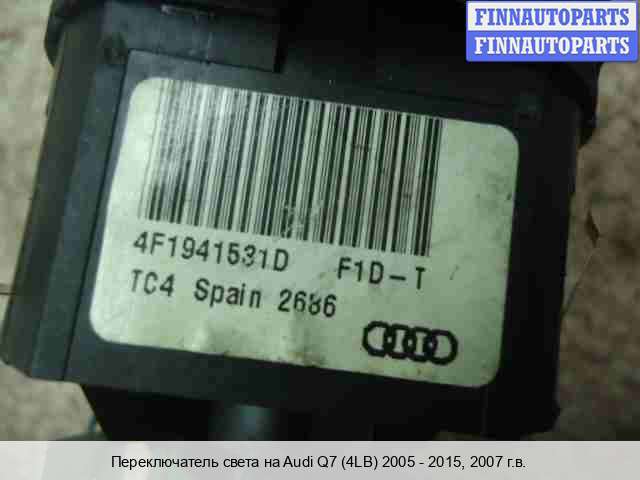 FINNAUTOPARTS
FINNAUTOPARTS
4F1941531D F1D-T
TC4 Spain 2686
Переключатель света на Audi Q7 (4LB) 2005 - 2015, 2007 г.в.